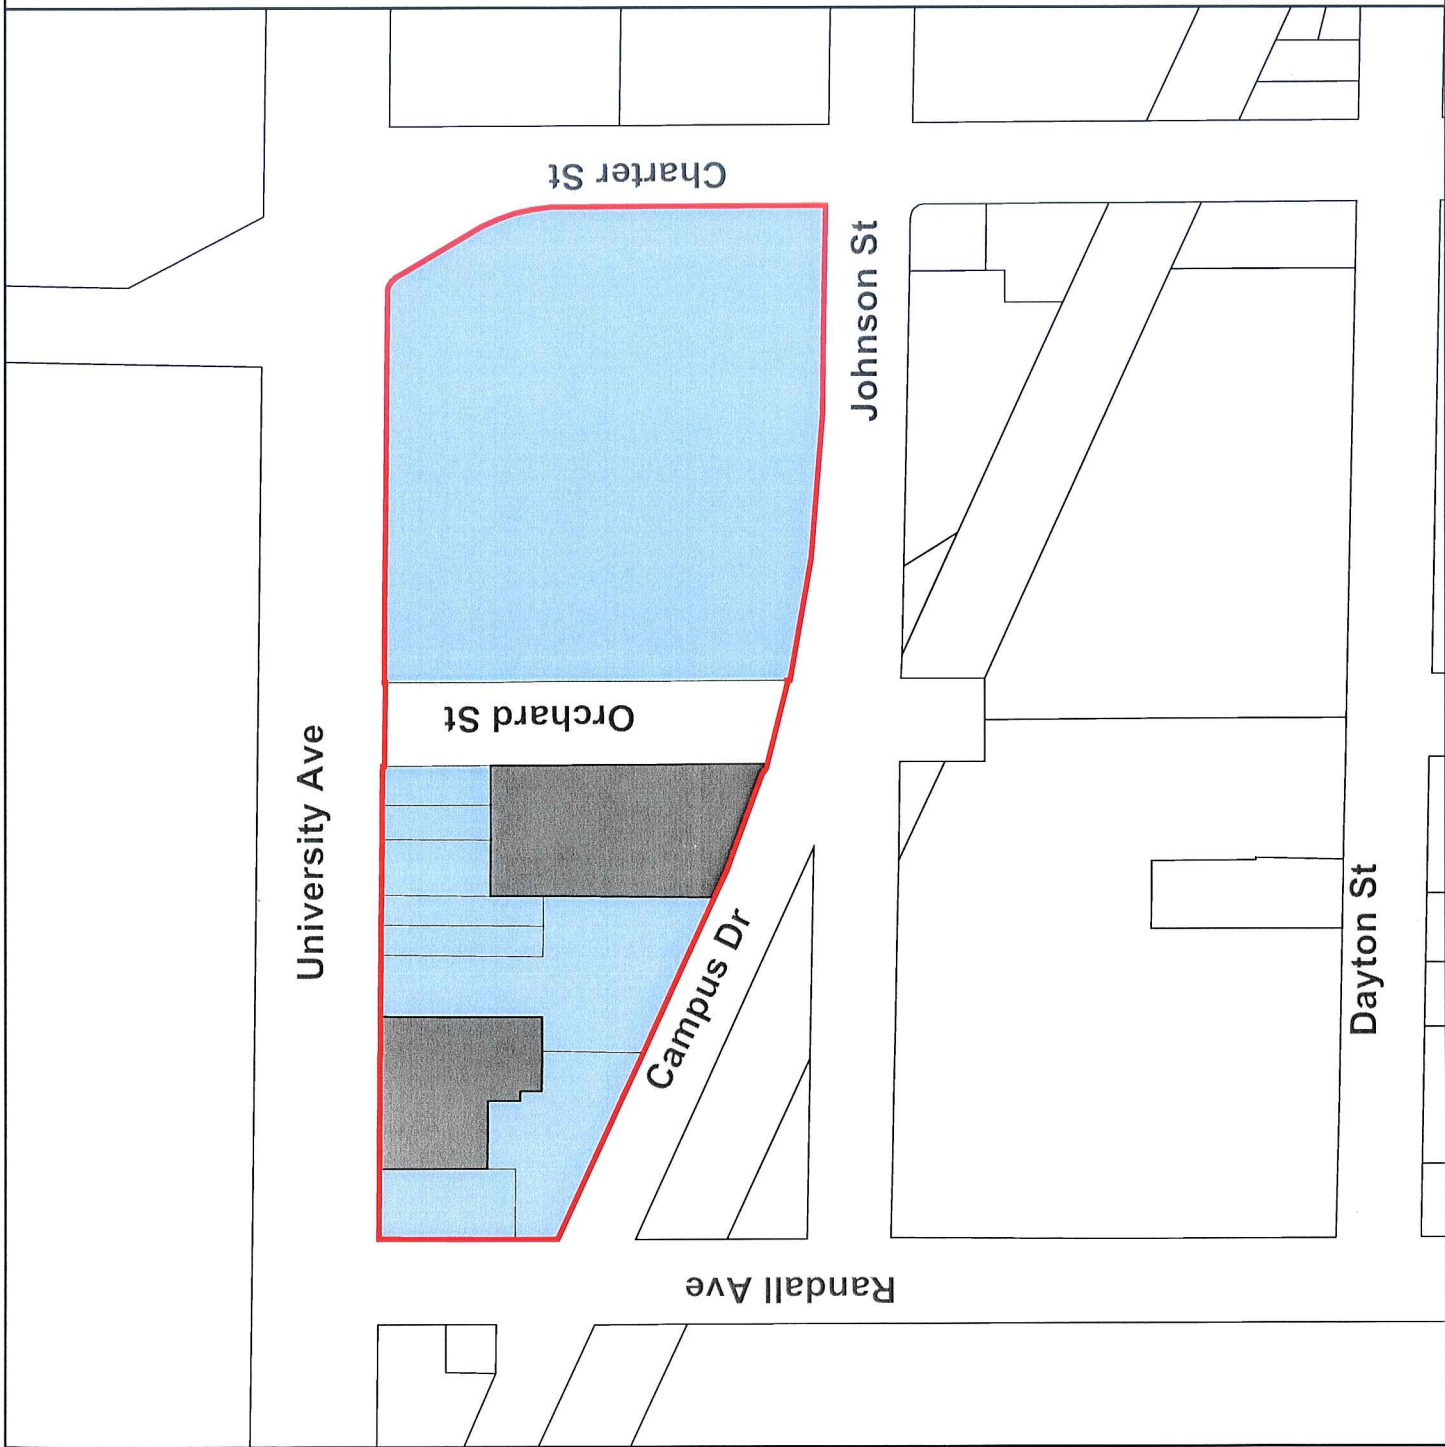 Charter St
Johnson St
Orchard St
University Ave
Campus Dr
Dayton St
Randall Ave